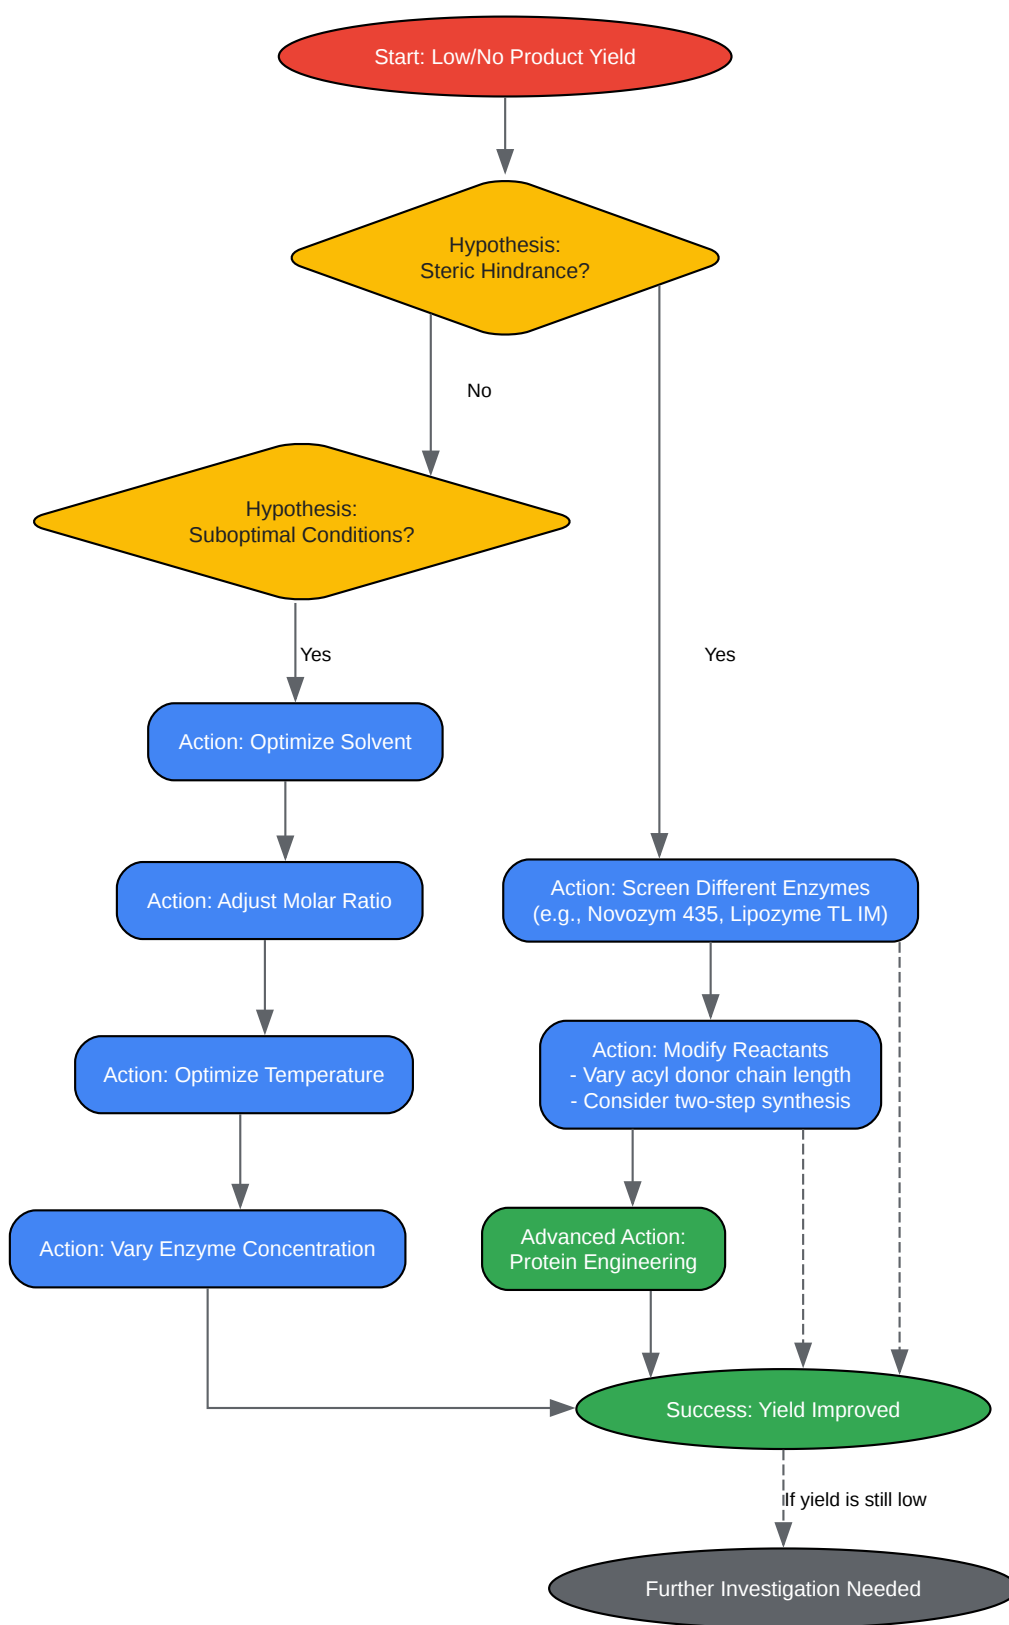 Start: Low/No Product Yield
Hypothesis:
Steric Hindrance?
No
Hypothesis:
Suboptimal Conditions?
Yes
Yes
Action: Optimize Solvent
Action: Adjust Molar Ratio
Action: Screen Different Enzymes
(e.g., Novozym 435, Lipozyme TL IM)
Action: Optimize Temperature
Action: Modify Reactants
- Vary acyl donor chain length
- Consider two-step synthesis
Action: Vary Enzyme Concentration
Advanced Action:
Protein Engineering
Success: Yield Improved
If yield is still low
Further Investigation Needed